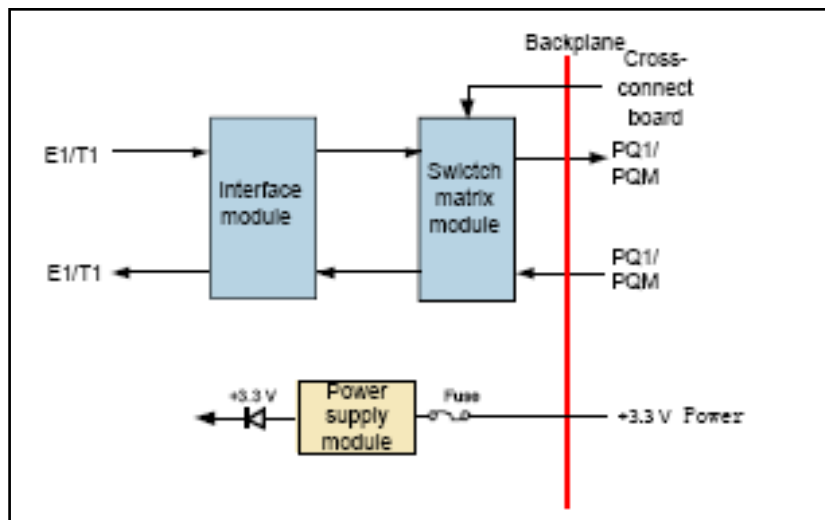 Backplane
Cross-
connect
board
E1/T1
Interface
module
Swictch
matrix
module
PQ1/
PQM
E1/T1
PQ1/
PQM
+3.3 V
Power
supply
module
Fuse
+3.3 V Power